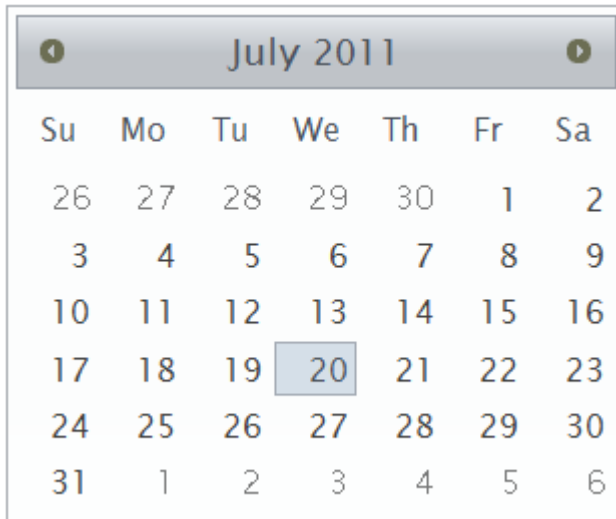 July 2011
Su Mo Tu We Th Fr Sa
26 27 28 29 30 1 2
3 4 5 6 7 8 9
10 11 12 13 14 15 16
17 18 19 20 21 22 23
24 25 26 27 28 29 30
31 1 2 3 4 5 6